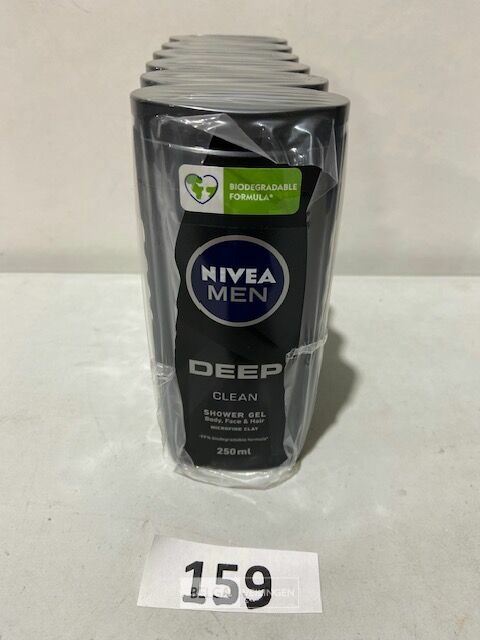 BIODEGRADABLE
FORMULA*
NIVEA
MEN
DEEP
CLEAN
SHOWER GEL
Body, Face & Hair
MICROFINE CLAY
250ml
159